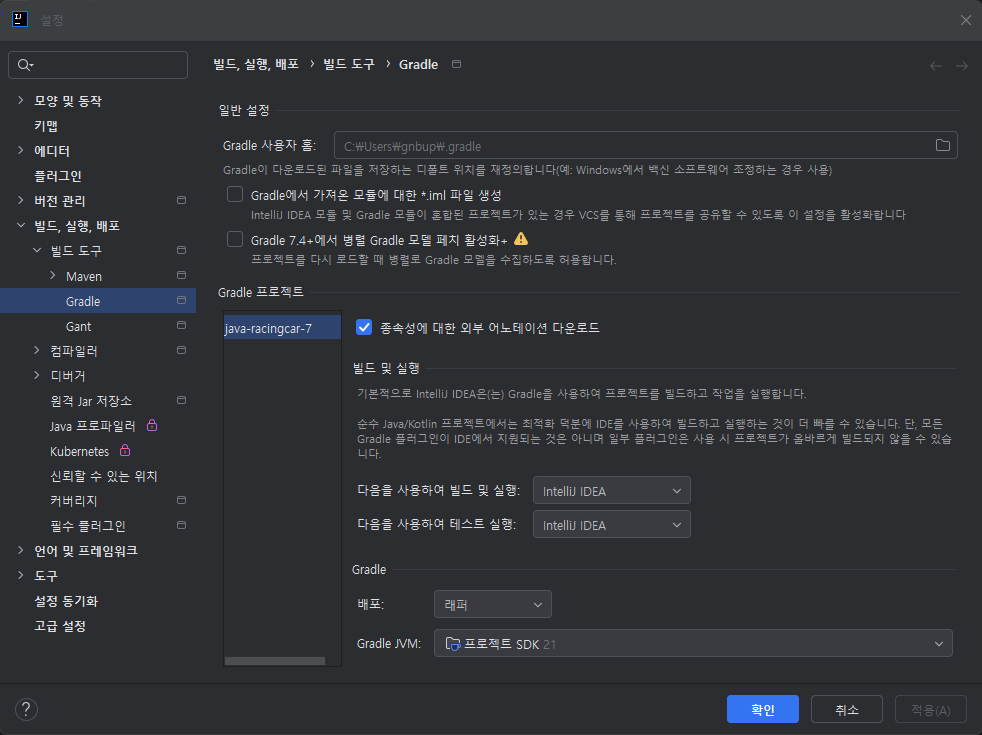 설정
빌드, 실행, 배포 › 빌드 도구 › Gradle
모양 및 동작
키맵
에디터
플러그인
버전 관리
빌드, 실행, 배포
빌드 도구
Maven
Gradle
Gant
컴파일러
디버거
원격 Jar 저장소
Java 프로파일러
Kubernetes
신뢰할 수 있는 위치
커버리지
필수 플러그인
언어 및 프레임워크
도구
설정 동기화
고급 설정
일반 설정
Gradle 사용자 홈: C:₩Users₩gnbup₩.gradle
Gradle이 다운로드된 파일을 저장하는 디폴트 위치를 재정의합니다(예: Windows에서 백신 소프트웨어 조정하는 경우 사용)
Gradle에서 가져온 모듈에 대한 *.iml 파일 생성
IntelliJ IDEA 모듈 및 Gradle 모듈이 혼합된 프로젝트가 있는 경우 VCS를 통해 프로젝트를 공유할 수 있도록 이 설정을 활성화합니다
Gradle 7.4+에서 병렬 Gradle 모델 페치 활성화+
프로젝트를 다시 로드할 때 병렬로 Gradle 모델을 수집하도록 허용합니다.
Gradle 프로젝트
java-racingcar-7
종속성에 대한 외부 어노테이션 다운로드
빌드 및 실행
기본적으로 IntelliJ IDEA은(는) Gradle을 사용하여 프로젝트를 빌드하고 작업을 실행합니다.
순수 Java/Kotlin 프로젝트에서는 최적화 덕분에 IDE를 사용하여 빌드하고 실행하는 것이 더 빠를 수 있습니다. 단, 모든
Gradle 플러그인이 IDE에서 지원되는 것은 아니며 일부 플러그인은 사용 시 프로젝트가 올바르게 빌드되지 않을 수 있습
니다.
다음을 사용하여 빌드 및 실행: IntelliJ IDEA
다음을 사용하여 테스트 실행: IntelliJ IDEA
Gradle
배포: 래퍼
Gradle JVM: 프로젝트 SDK 21
? 확인 취소 적용(A)